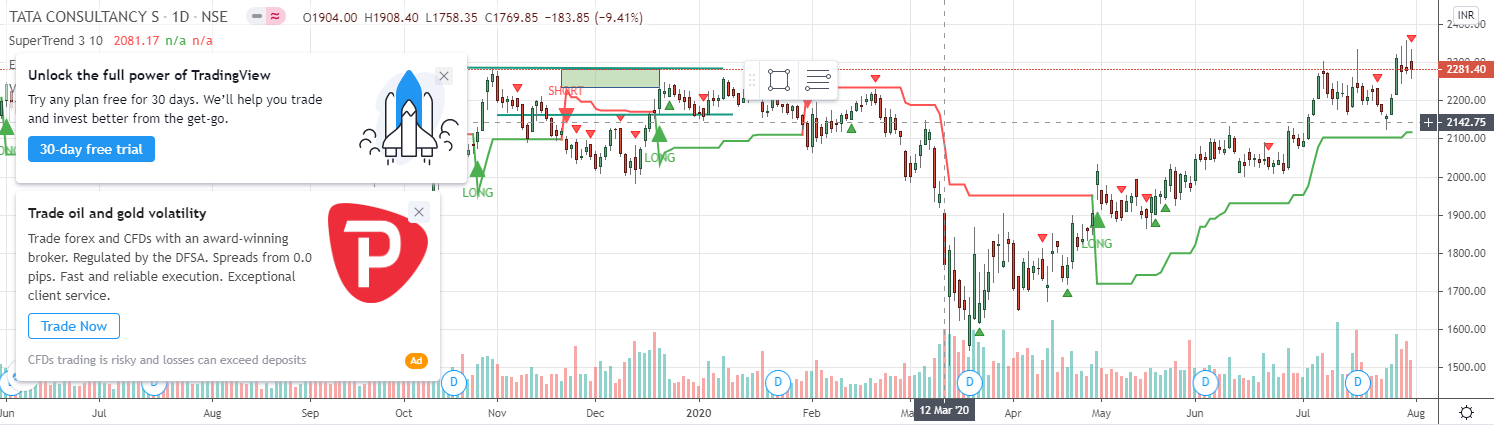 TATA CONSULTANCY S · 1D · NSE O1904.00 H1908.40 L1758.35 C1769.85 −183.85 (−9.41%)
INR
SuperTrend 3 10 2081.17 n/a n/a
Unlock the full power of TradingView
Try any plan free for 30 days. We'll help you trade
and invest better from the get-go.
30-day free trial
Trade oil and gold volatility
Trade forex and CFDs with an award-winning
broker. Regulated by the DFSA. Spreads from 0.0
pips. Fast and reliable execution. Exceptional
client service.
Trade Now
CFDs trading is risky and losses can exceed deposits
Ad
SHORT
LONG
LONG
LONG
D
D
D
D
D
D
2281.40
2200.00
2142.75
2100.00
2000.00
1900.00
1800.00
1700.00
1600.00
1500.00
Jun Jul Aug Sep Oct Nov Dec 2020 Feb 12 Mar '20 Apr May Jun Jul Aug